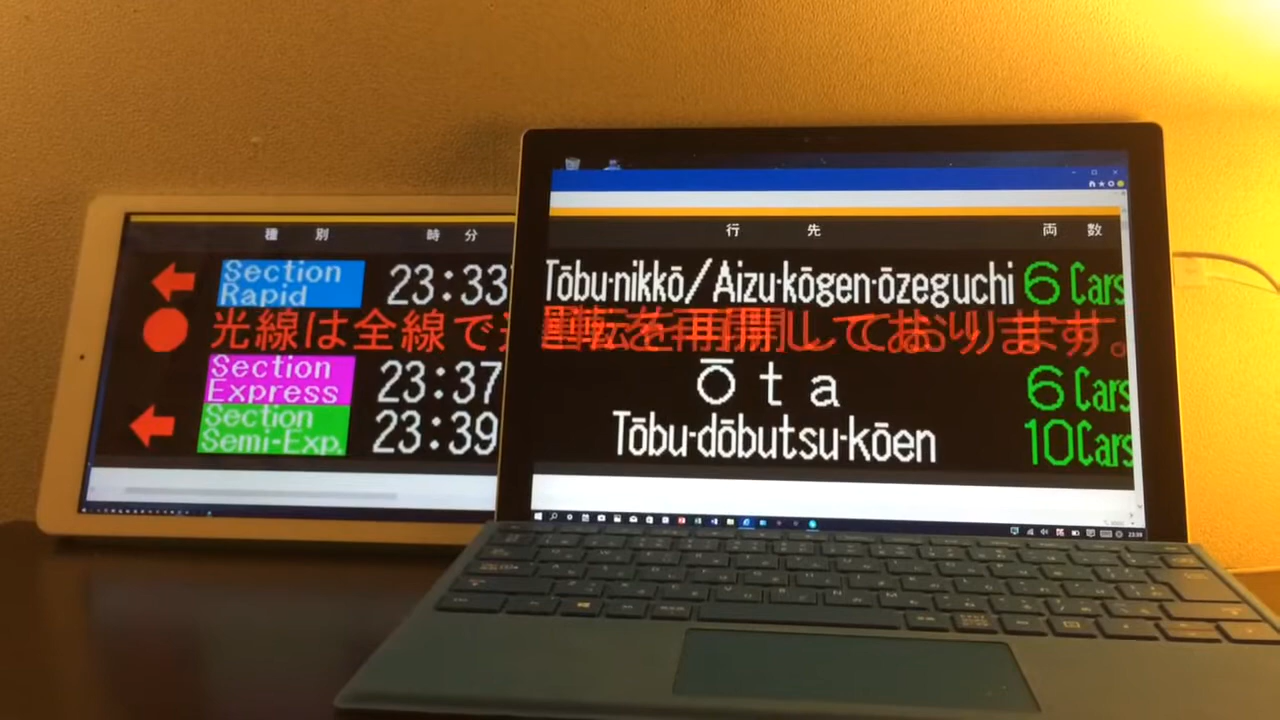 種別 時分
Section
Rapid
23:33
光線は全線で
Section
Express
23:37
Section
Semi-Exp.
23:39
行先 両数
Tōbu-nikkō/Aizu-kōgen-ōzeguchi 6 Cars
運転を再開しております。
Ōta 6 Cars
Tōbu-dōbutsu-kōen 10Cars
23:39